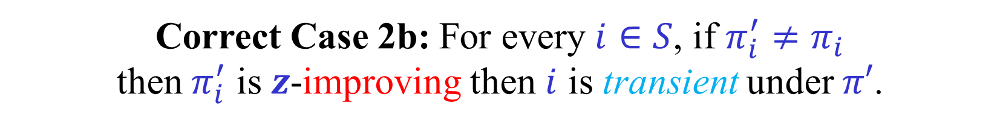 Correct Case 2b: For every 𝑖 ∈ 𝑆, if 𝜋′ᵢ ≠ 𝜋ᵢ
then 𝜋′ᵢ is 𝒛-improving then 𝑖 is transient under 𝜋′.